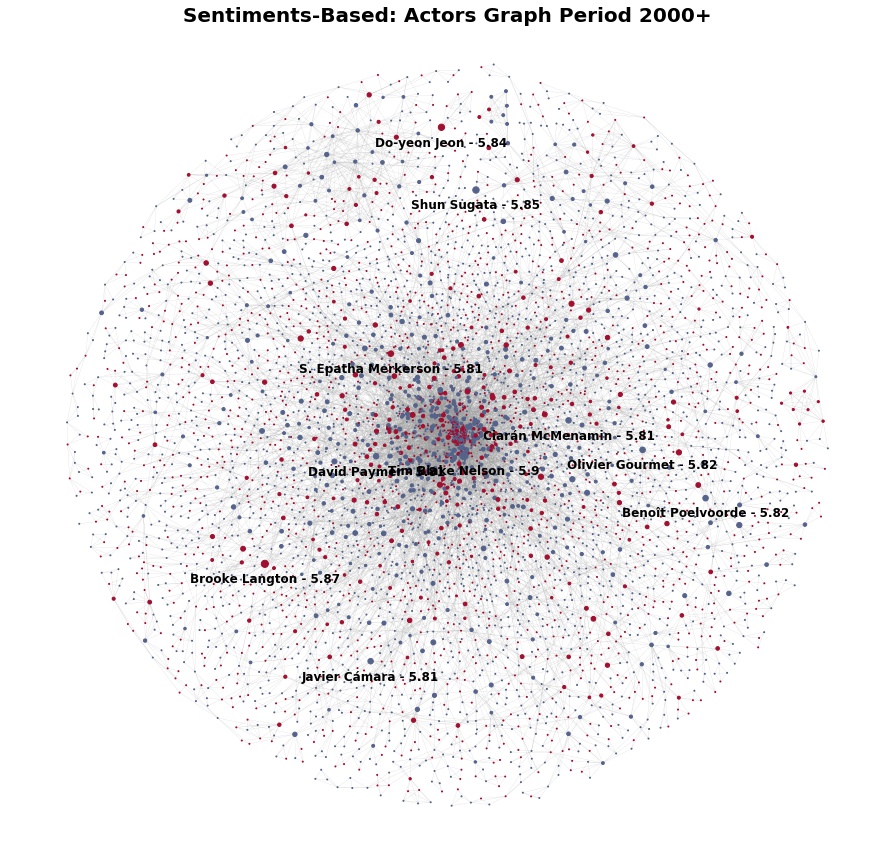 Sentiments-Based: Actors Graph Period 2000+
Do-yeon Jeon - 5.84
Shun Sugata - 5.85
S. Epatha Merkerson - 5.81
Ciarán McMenamin - 5.81
Olivier Gourmet - 5.82
David Paymer
Tim Blake Nelson - 5.9
Benoît Poelvoorde - 5.82
Brooke Langton - 5.87
Javier Cámara - 5.81